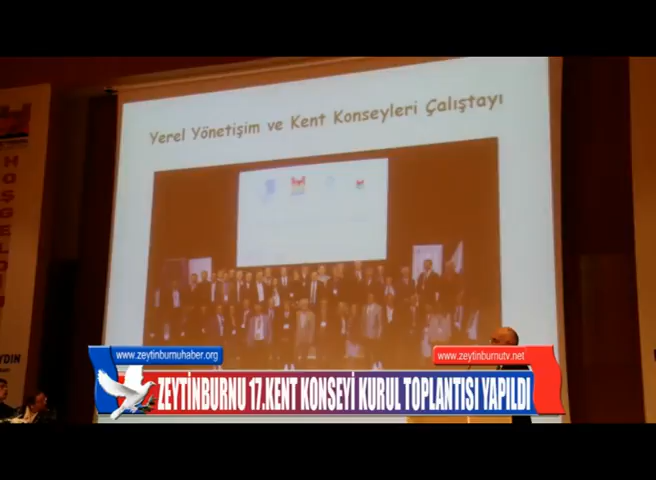 Yerel Yönetişim ve Kent Konseyleri Çalıştayı
HOŞGELDİN
YDIN
www.zeytinburnuhaber.org
www.zeytinburnutv.net
ZEYTİNBURNU 17.KENT KONSEYİ KURUL TOPLANTISI YAPILDI